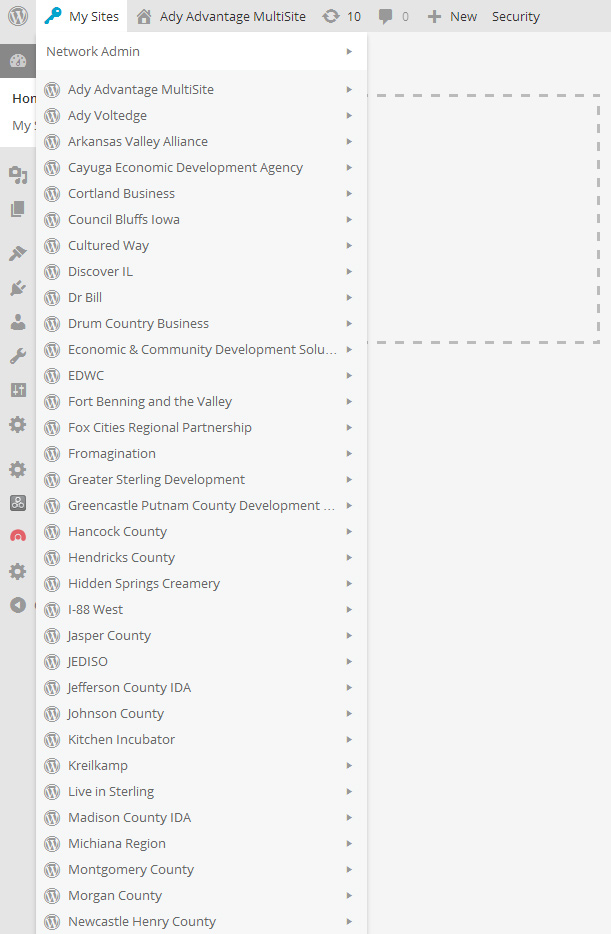 My Sites
Ady Advantage MultiSite
10
0
New
Security
Network Admin
Hon
My S
Ady Advantage MultiSite
Ady Voltedge
Arkansas Valley Alliance
Cayuga Economic Development Agency
Cortland Business
Council Bluffs Iowa
Cultured Way
Discover IL
Dr Bill
Drum Country Business
Economic & Community Development Solu...
EDWC
Fort Benning and the Valley
Fox Cities Regional Partnership
Fromagination
Greater Sterling Development
Greencastle Putnam County Development ...
Hancock County
Hendricks County
Hidden Springs Creamery
I-88 West
Jasper County
JEDISO
Jefferson County IDA
Johnson County
Kitchen Incubator
Kreilkamp
Live in Sterling
Madison County IDA
Michiana Region
Montgomery County
Morgan County
Newcastle Henry County